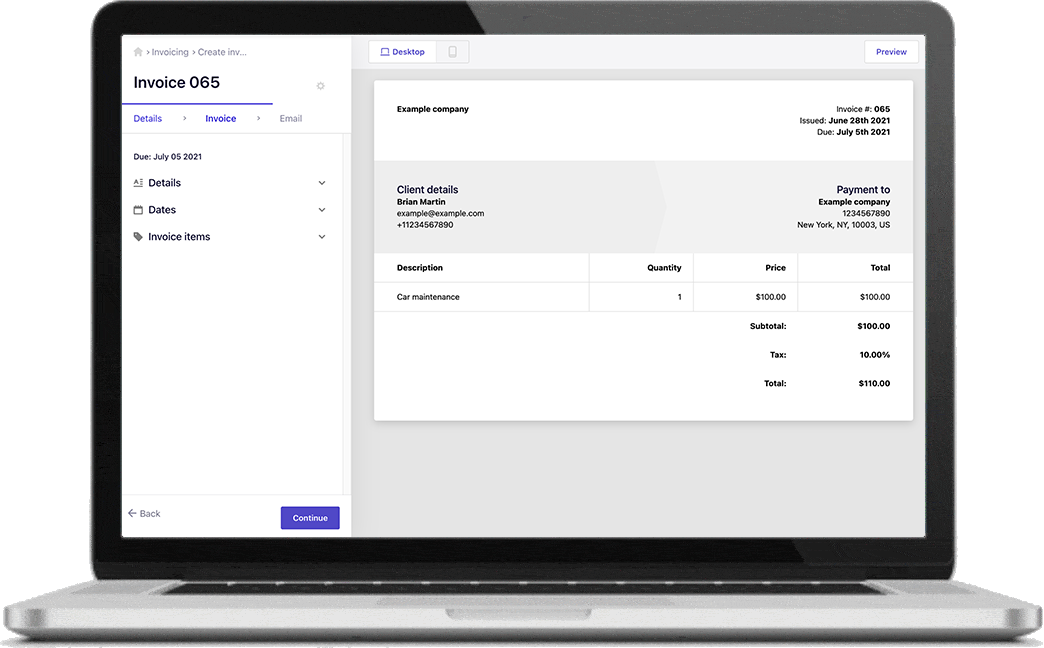 Invoicing > Create inv...
Invoice 065
Details > Invoice > Email
Due: July 05 2021
Details
Dates
Invoice items
Back
Continue
Desktop
Preview
Example company
Invoice #: 065
Issued: June 28th 2021
Due: July 5th 2021
Client details
Brian Martin
example@example.com
+11234567890
Payment to
Example company
1234567890
New York, NY, 10003, US
Description Quantity Price Total
Car maintenance 1 $100.00 $100.00
Subtotal: $100.00
Tax: 10.00%
Total: $110.00